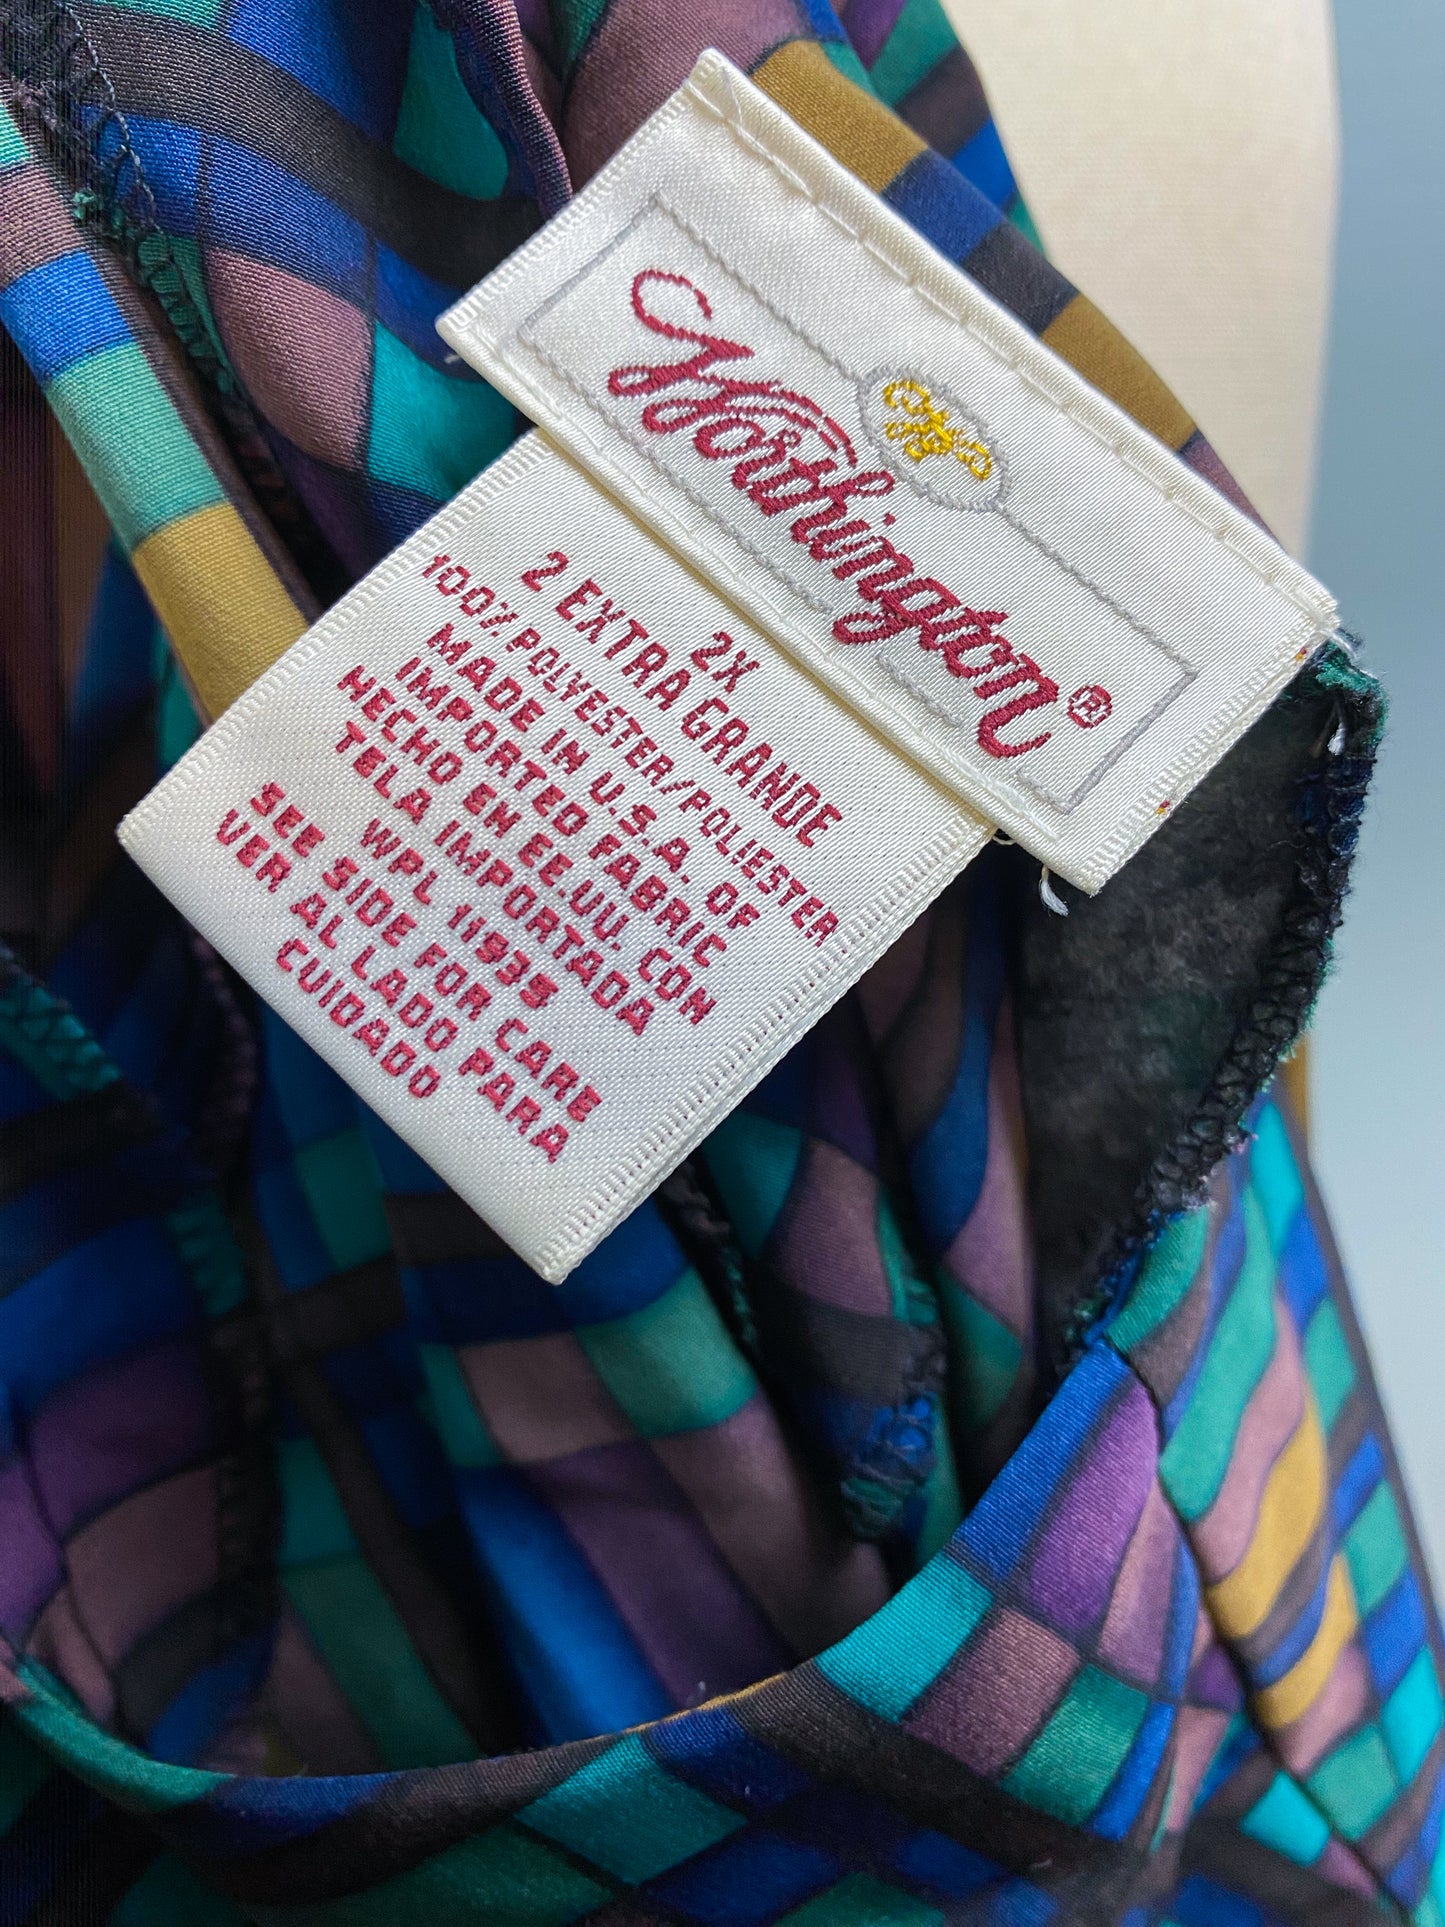 Worthington®
2X
2 EXTRA GRANDE
100% POLYESTER/POLIESTER
MADE IN U.S.A. OF
IMPORTED FABRIC
HECHO EN EE.UU. CON
TELA IMPORTADA
WPL 11935
SEE SIDE FOR CARE
VER AL LADO PARA
CUIDADO